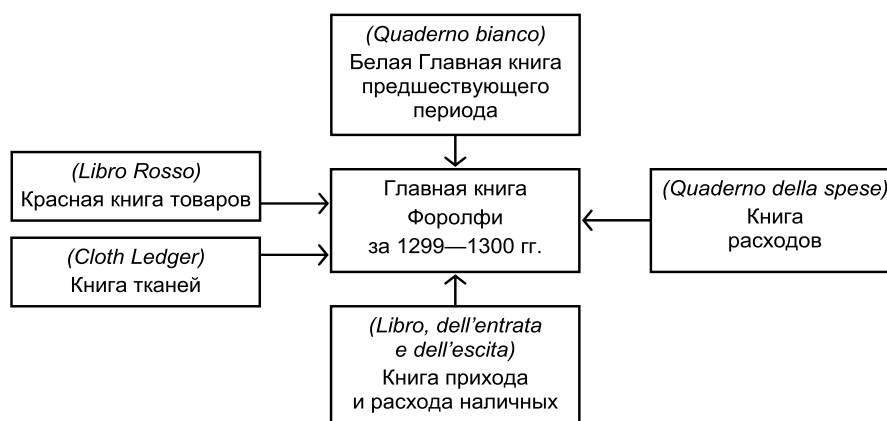 (Quaderno bianco)
Белая Главная книга
предшествующего
периода
(Libro Rosso)
Красная книга товаров
(Cloth Ledger)
Книга тканей
Главная книга
Форолфи
за 1299—1300 гг.
(Quaderno della spese)
Книга
расходов
(Libro, dell’entrata
e dell’escita)
Книга прихода
и расхода наличных